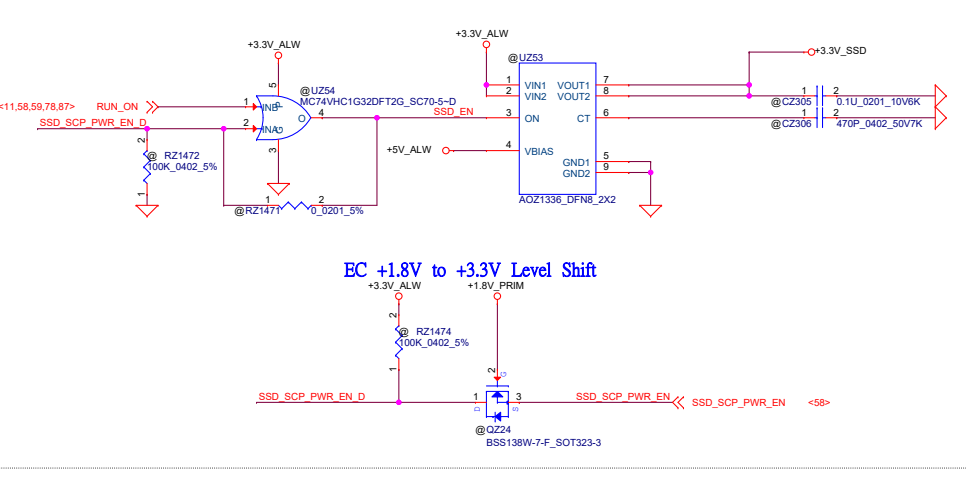 +3.3V_ALW
+3.3V_ALW
@UZ53
+3.3V_SSD
@UZ54
MC74VHC1G32DFT2G_SC70-5~D
<11,58,59,78,87> RUN_ON
SSD_SCP_PWR_EN_D
1 INB
2 INA
P
G
O
5
4
3
SSD_EN
1 VIN1 VOUT1 7
2 VIN2 VOUT2 8
3 ON CT 6
+5V_ALW 4 VBIAS
GND1 5
GND2 9
AOZ1336_DFN8_2X2
@CZ305 1 2 0.1U_0201_10V6K
@CZ306 1 2 470P_0402_50V7K
2
@ RZ1472
100K_0402_5%
1
1 2
@RZ1471 0_0201_5%
EC +1.8V to +3.3V Level Shift
+3.3V_ALW +1.8V_PRIM
2
@ RZ1474
100K_0402_5%
1
2 G
SSD_SCP_PWR_EN_D 1 3 SSD_SCP_PWR_EN SSD_SCP_PWR_EN <58>
D S
@QZ24
BSS138W-7-F_SOT323-3